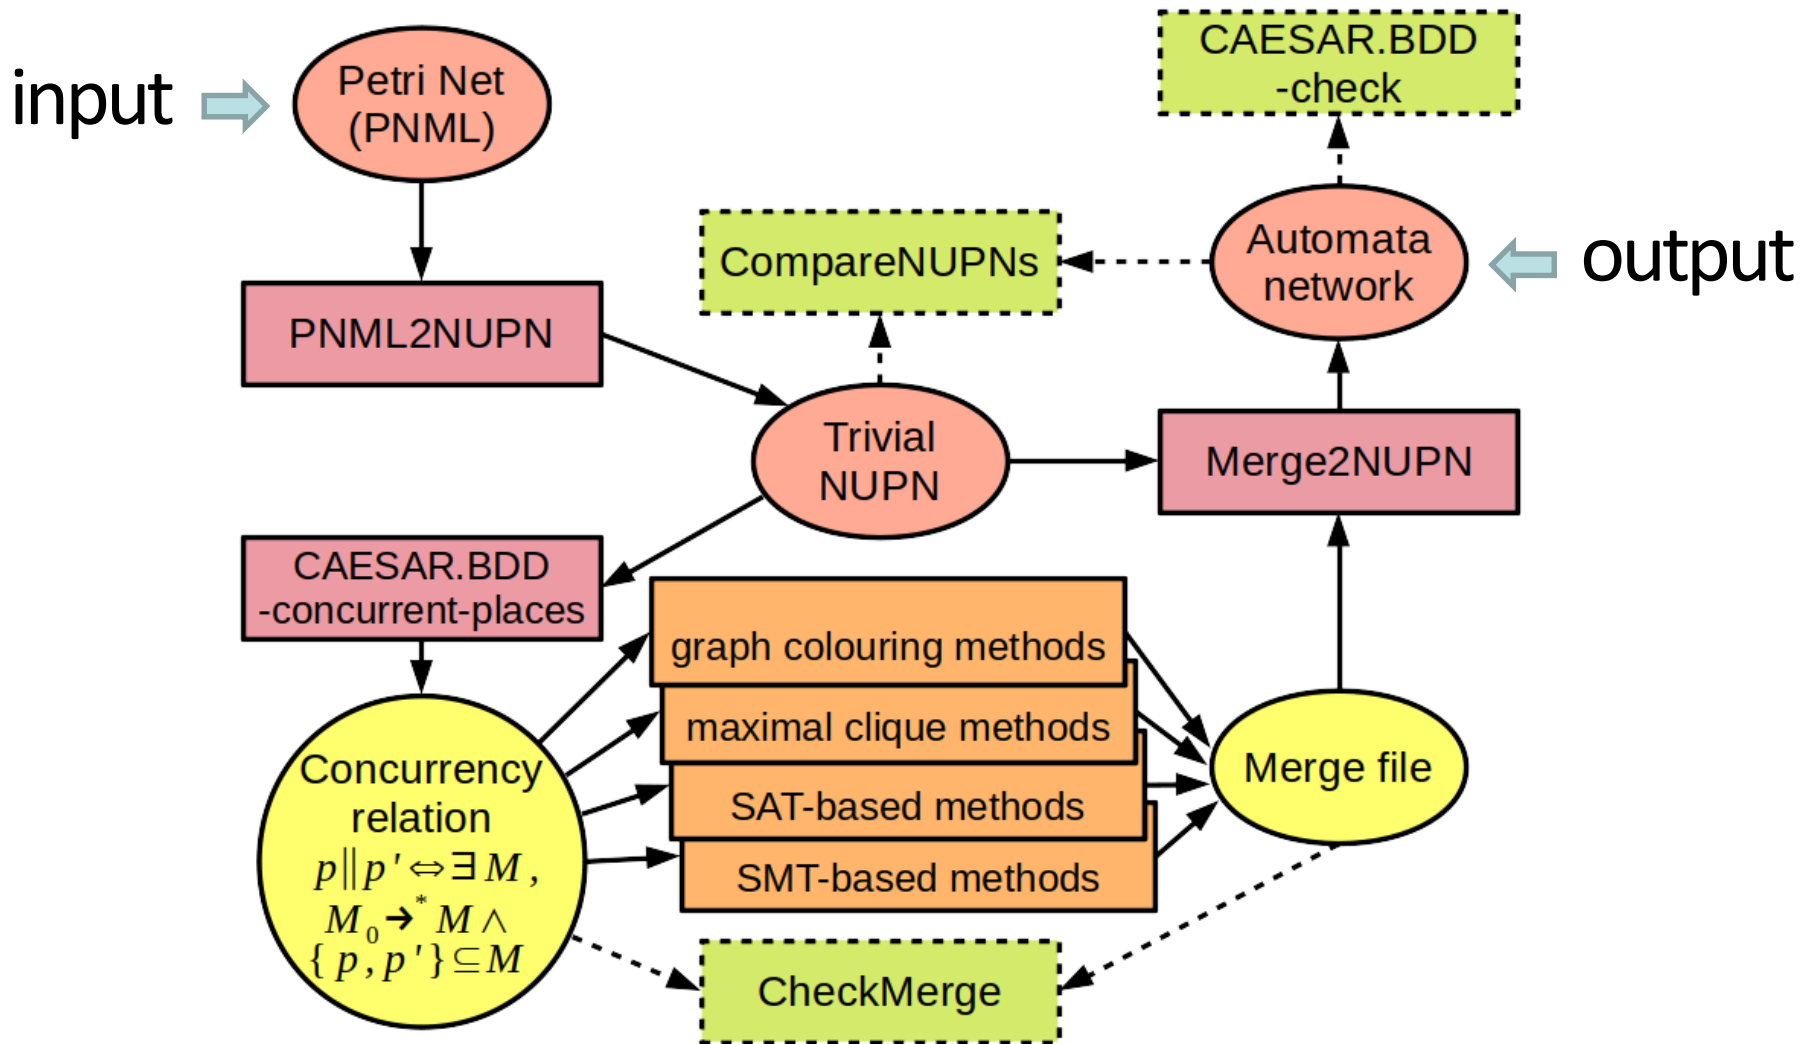 input
Petri Net
(PNML)
CAESAR.BDD
-check
CompareNUPNs
Automata
network
output
PNML2NUPN
Trivial
NUPN
Merge2NUPN
CAESAR.BDD
-concurrent-places
graph colouring methods
maximal clique methods
SAT-based methods
SMT-based methods
Concurrency
relation
p||p'⇔∃M,
M₀→*M∧
{p,p'}⊆M
Merge file
CheckMerge